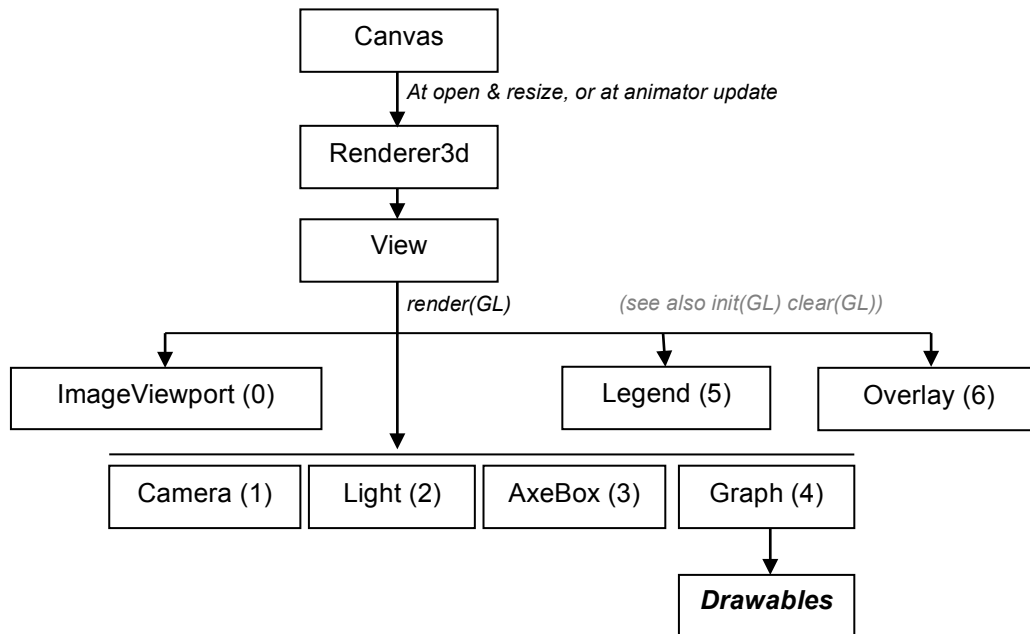 Canvas
At open & resize, or at animator update
Renderer3d
View
render(GL)
(see also init(GL) clear(GL))
ImageViewport (0)
Legend (5)
Overlay (6)
Camera (1)
Light (2)
AxeBox (3)
Graph (4)
Drawables